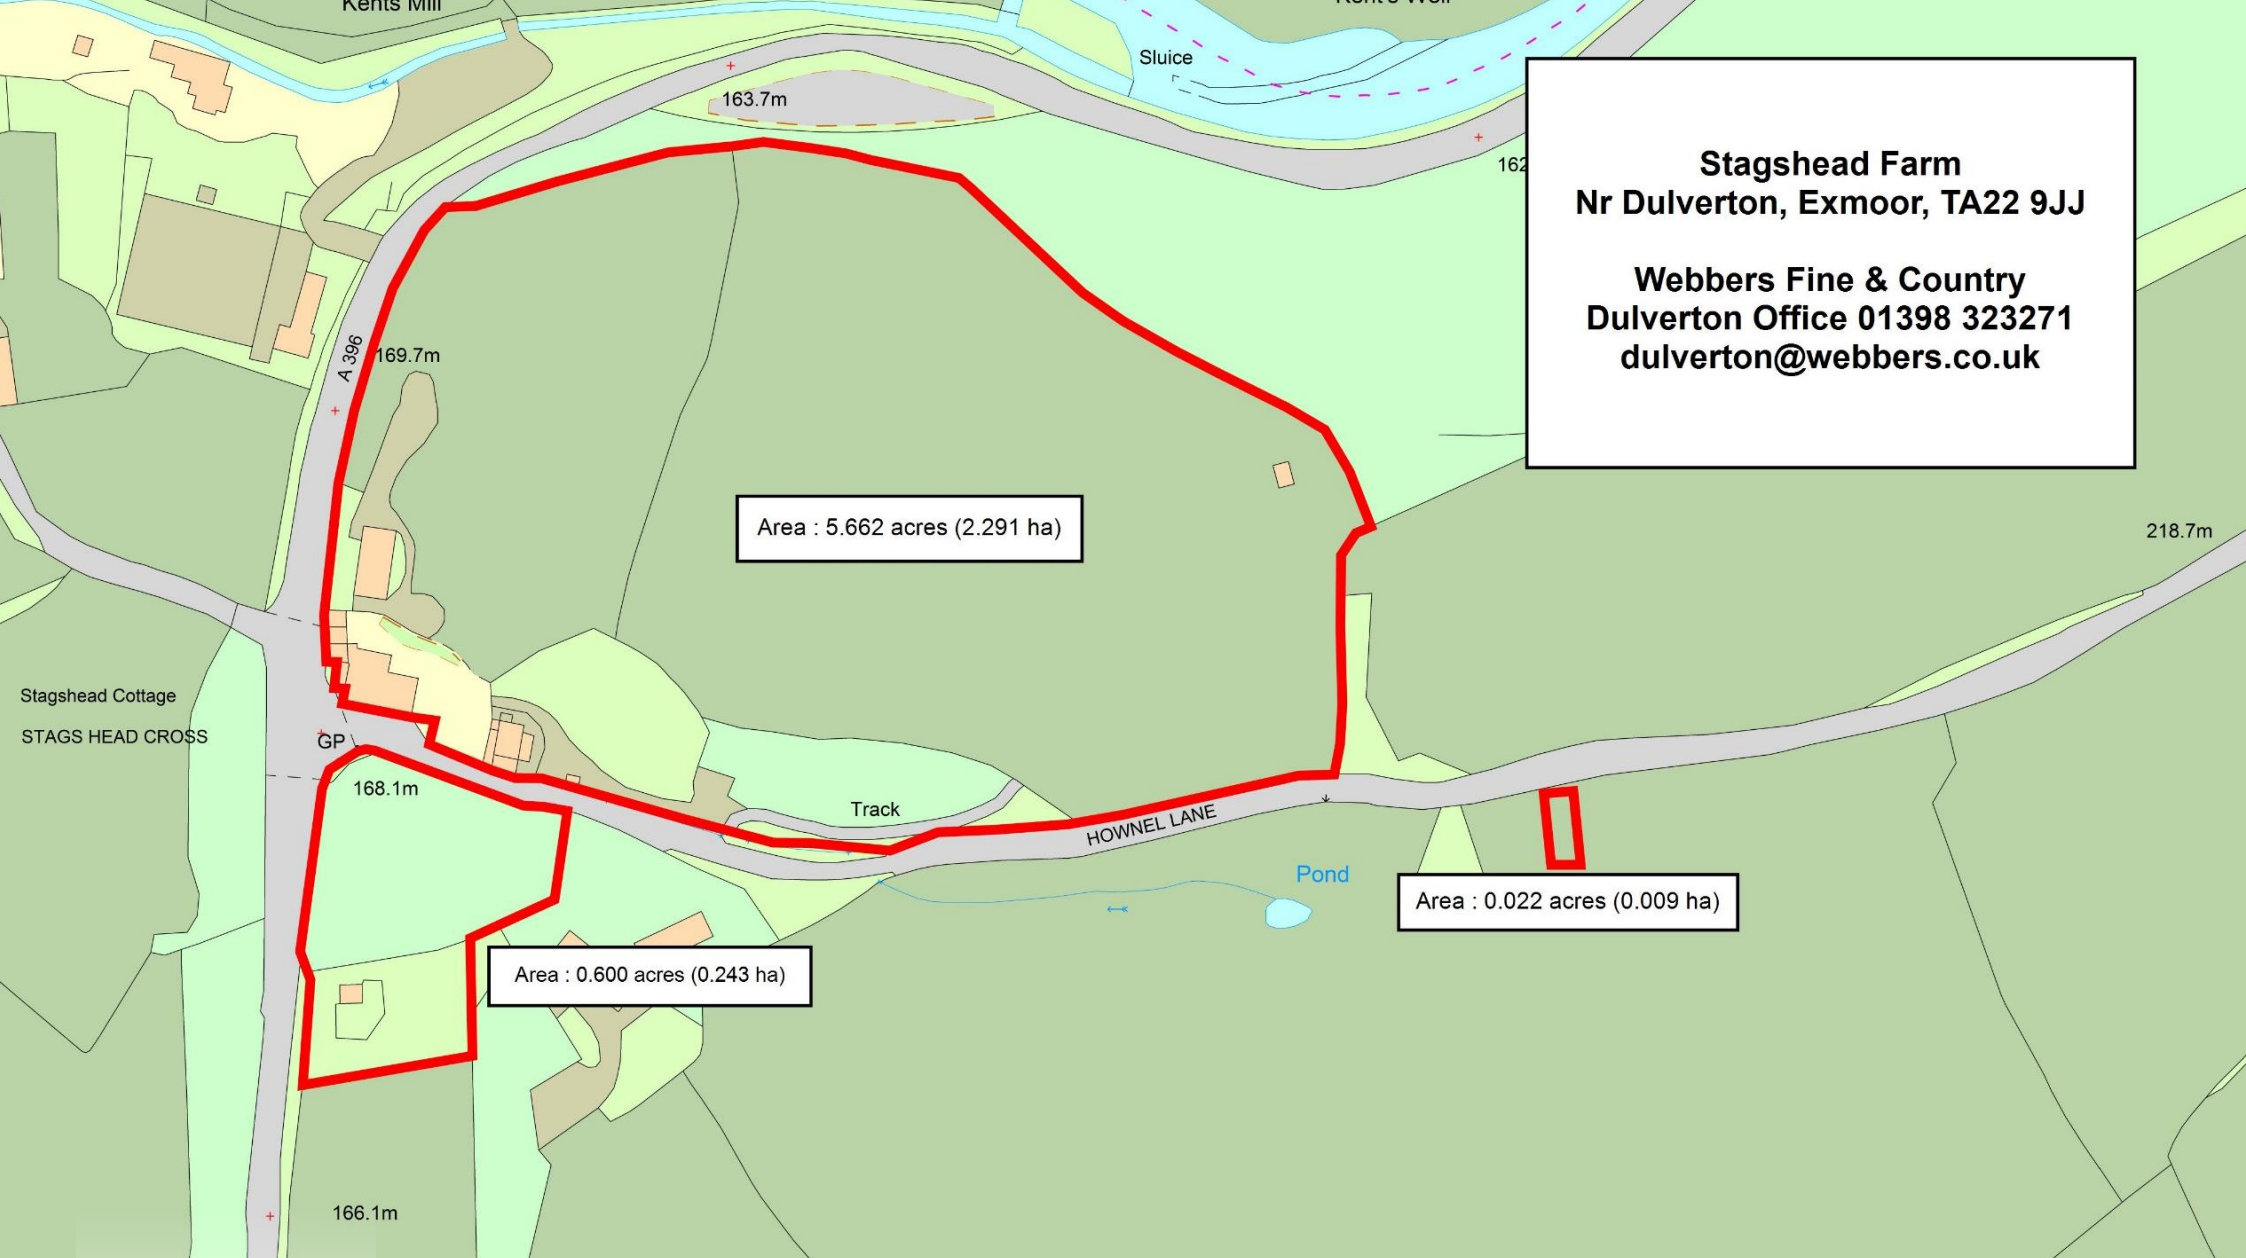 Kents Mill
Kent's Weir
Sluice
163.7m
162
Stagshead Farm
Nr Dulverton, Exmoor, TA22 9JJ
Webbers Fine & Country
Dulverton Office 01398 323271
dulverton@webbers.co.uk
A 396
169.7m
Area : 5.662 acres (2.291 ha)
218.7m
Stagshead Cottage
STAGS HEAD CROSS
GP
168.1m
Track
HOWNEL LANE
Pond
Area : 0.022 acres (0.009 ha)
Area : 0.600 acres (0.243 ha)
166.1m